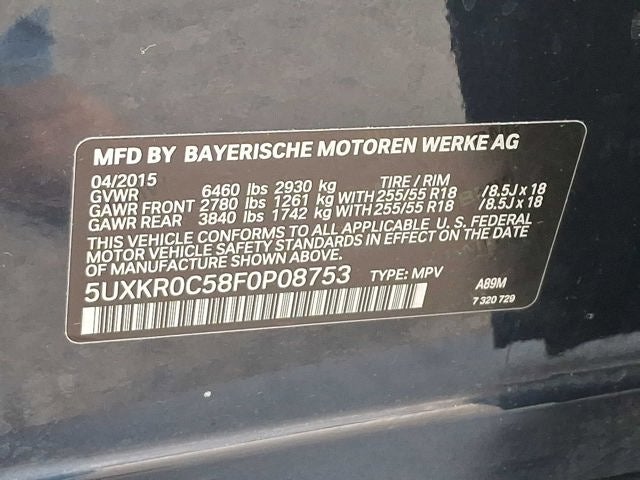 MFD BY BAYERISCHE MOTOREN WERKE AG
04/2015 TIRE / RIM
GVWR 6460 lbs 2930 kg
GAWR FRONT 2780 lbs 1261 kg WITH 255/55 R18 /8.5J x 18
GAWR REAR 3840 lbs 1742 kg WITH 255/55 R18 /8.5J x 18
THIS VEHICLE CONFORMS TO ALL APPLICABLE U. S. FEDERAL
MOTOR VEHICLE SAFETY STANDARDS IN EFFECT ON THE DATE OF
MANUFACTURE SHOWN ABOVE.
5UXKR0C58F0P08753 TYPE: MPV A89M
7 320 729